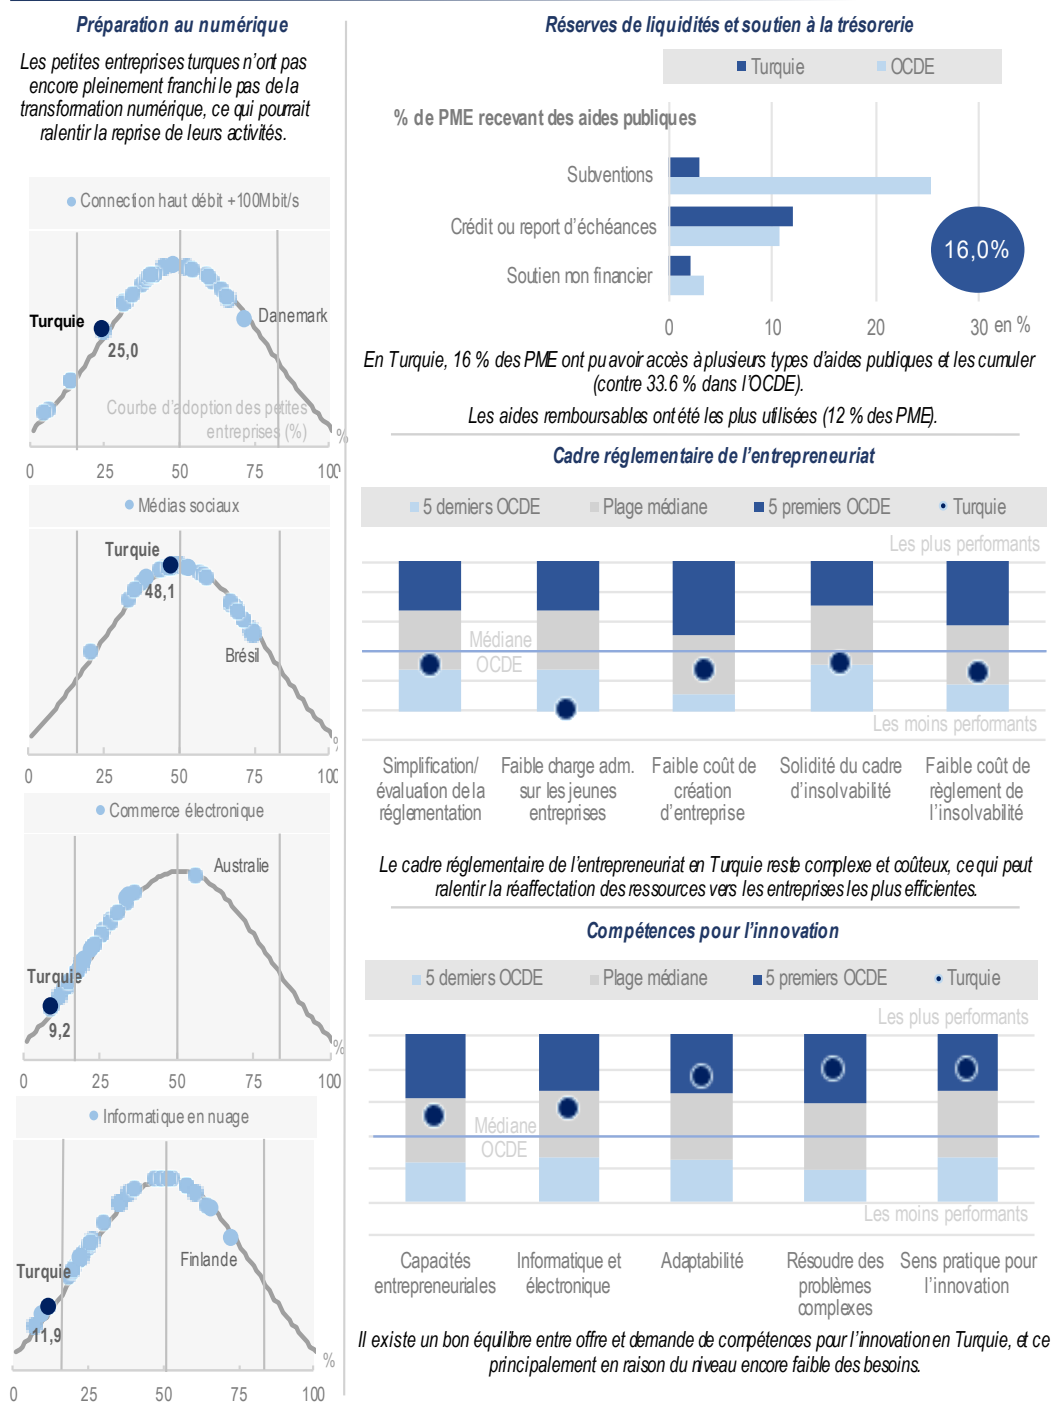 Préparation au numérique
Les petites entreprises turques n'ont pas
encore pleinement franchi le pas de la
transformation numérique, ce qui pourrait
ralentir la reprise de leurs activités.
Connection haut débit +100Mbit/s
Turquie
25,0
Danemark
Courbe d'adoption des petites
entreprises (%)
%
0 25 50 75 100
Médias sociaux
Turquie
48,1
Brésil
%
0 25 50 75 100
Commerce électronique
Australie
Turquie
9,2
%
0 25 50 75 100
Informatique en nuage
Finlande
Turquie
11,9
%
0 25 50 75 100
Réserves de liquidités et soutien à la trésorerie
Turquie OCDE
% de PME recevant des aides publiques
Subventions
Crédit ou report d'échéances
Soutien non financier
16,0%
0 10 20 30 en %
En Turquie, 16 % des PME ont pu avoir accès à plusieurs types d'aides publiques et les cumuler
(contre 33.6 % dans l'OCDE).
Les aides remboursables ont été les plus utilisées (12 % des PME).
Cadre réglementaire de l'entrepreneuriat
5 derniers OCDE Plage médiane 5 premiers OCDE Turquie
Les plus performants
Médiane
OCDE
Les moins performants
Simplification/
évaluation de la
réglementation
Faible charge adm.
sur les jeunes
entreprises
Faible coût de
création
d'entreprise
Solidité du cadre
d'insolvabilité
Faible coût de
règlement de
l'insolvabilité
Le cadre réglementaire de l'entrepreneuriat en Turquie reste complexe et coûteux, ce qui peut
ralentir la réaffectation des ressources vers les entreprises les plus efficientes.
Compétences pour l'innovation
5 derniers OCDE Plage médiane 5 premiers OCDE Turquie
Les plus performants
Médiane
OCDE
Les moins performants
Capacités
entrepreneuriales
Informatique et
électronique
Adaptabilité
Résoudre des
problèmes
complexes
Sens pratique pour
l'innovation
Il existe un bon équilibre entre offre et demande de compétences pour l'innovation en Turquie, et ce
principalement en raison du niveau encore faible des besoins.